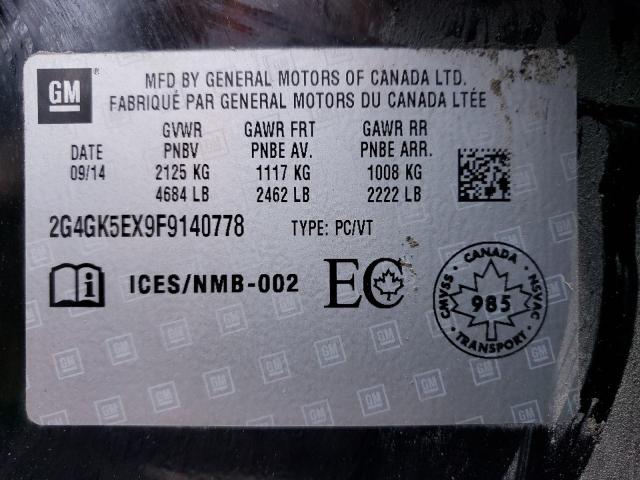 GM
MFD BY GENERAL MOTORS OF CANADA LTD.
FABRIQUÉ PAR GENERAL MOTORS DU CANADA LTÉE
GVWR GAWR FRT GAWR RR
DATE PNBV PNBE AV. PNBE ARR.
09/14 2125 KG 1117 KG 1008 KG
4684 LB 2462 LB 2222 LB
2G4GK5EX9F9140778 TYPE: PC/VT
ICES/NMB-002 EC
CANADA
CMVSS 985 NSVAC
TRANSPORT